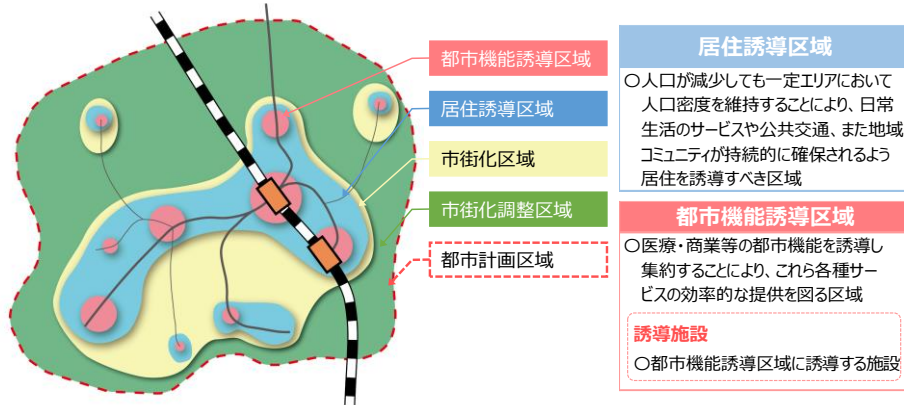 都市機能誘導区域
居住誘導区域
市街化区域
市街化調整区域
都市計画区域
居住誘導区域
〇人口が減少しても一定エリアにおいて
人口密度を維持することにより、日常
生活のサービスや公共交通、また地域
コミュニティが持続的に確保されるよう
居住を誘導すべき区域
都市機能誘導区域
〇医療・商業等の都市機能を誘導し
集約することにより、これら各種サー
ビスの効率的な提供を図る区域
誘導施設
〇都市機能誘導区域に誘導する施設